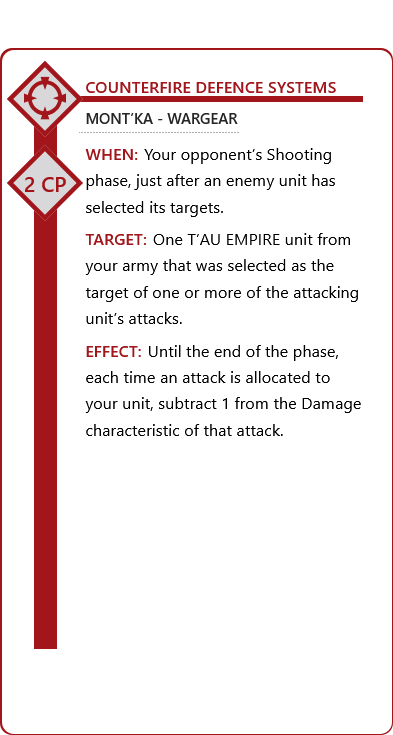 COUNTERFIRE DEFENCE SYSTEMS
MONT’KA - WARGEAR
2 CP
WHEN: Your opponent’s Shooting
phase, just after an enemy unit has
selected its targets.
TARGET: One T’AU EMPIRE unit from
your army that was selected as the
target of one or more of the attacking
unit’s attacks.
EFFECT: Until the end of the phase,
each time an attack is allocated to
your unit, subtract 1 from the Damage
characteristic of that attack.